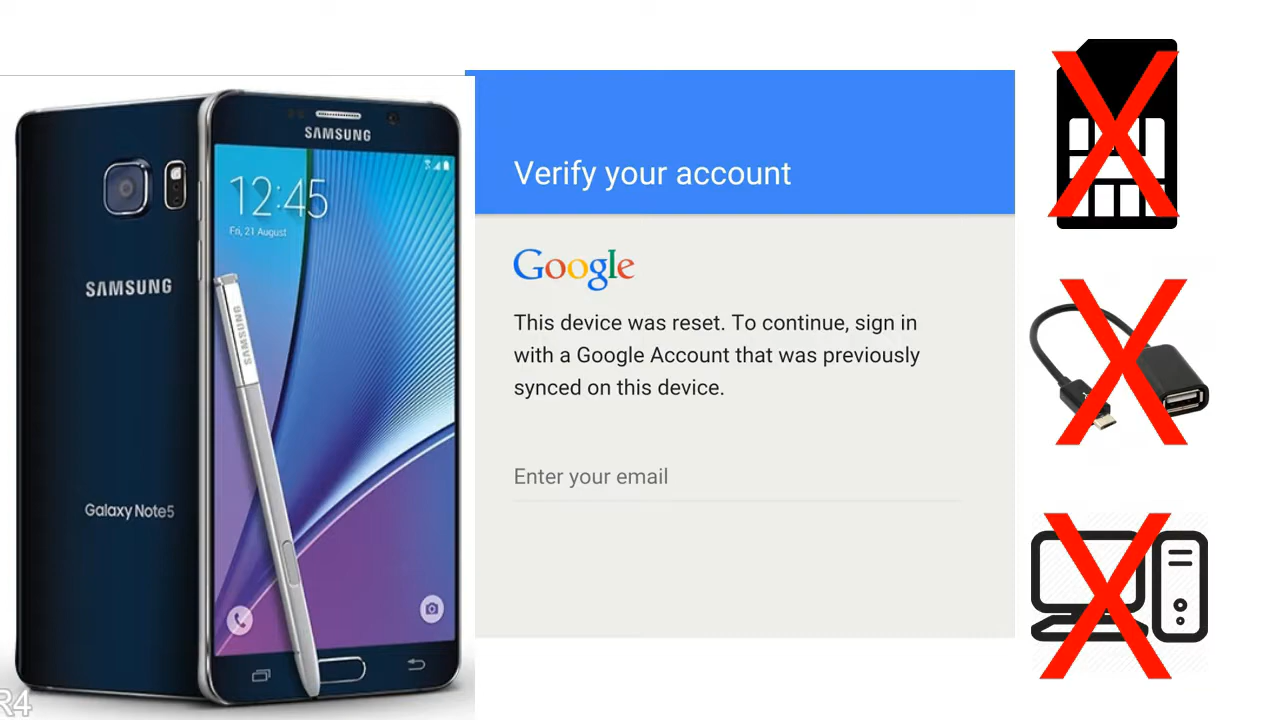 SAMSUNG
12:45
Fri, 21 August
SAMSUNG
SAMSUNG
Galaxy Note5
R4
Verify your account
Google
This device was reset. To continue, sign in
with a Google Account that was previously
synced on this device.
Enter your email
X
X
X